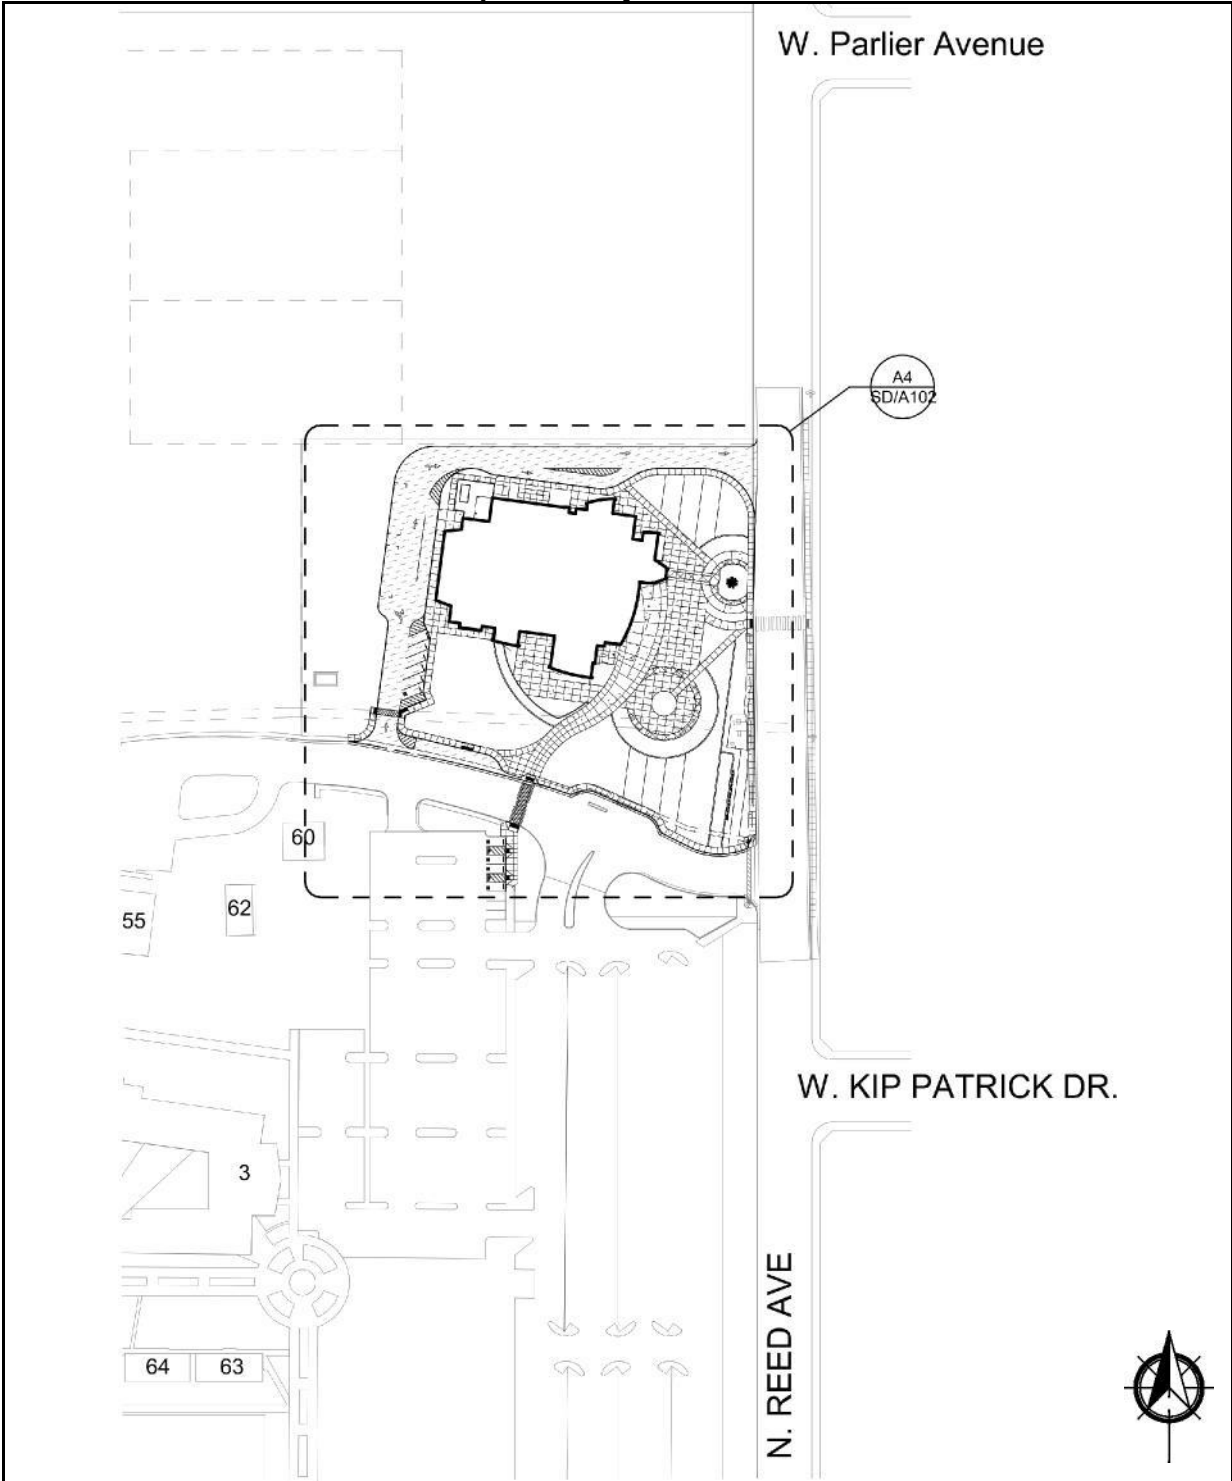 W. Parlier Avenue
A4
SD/A102
60
62
55
W. KIP PATRICK DR.
3
N. REED AVE
64
63